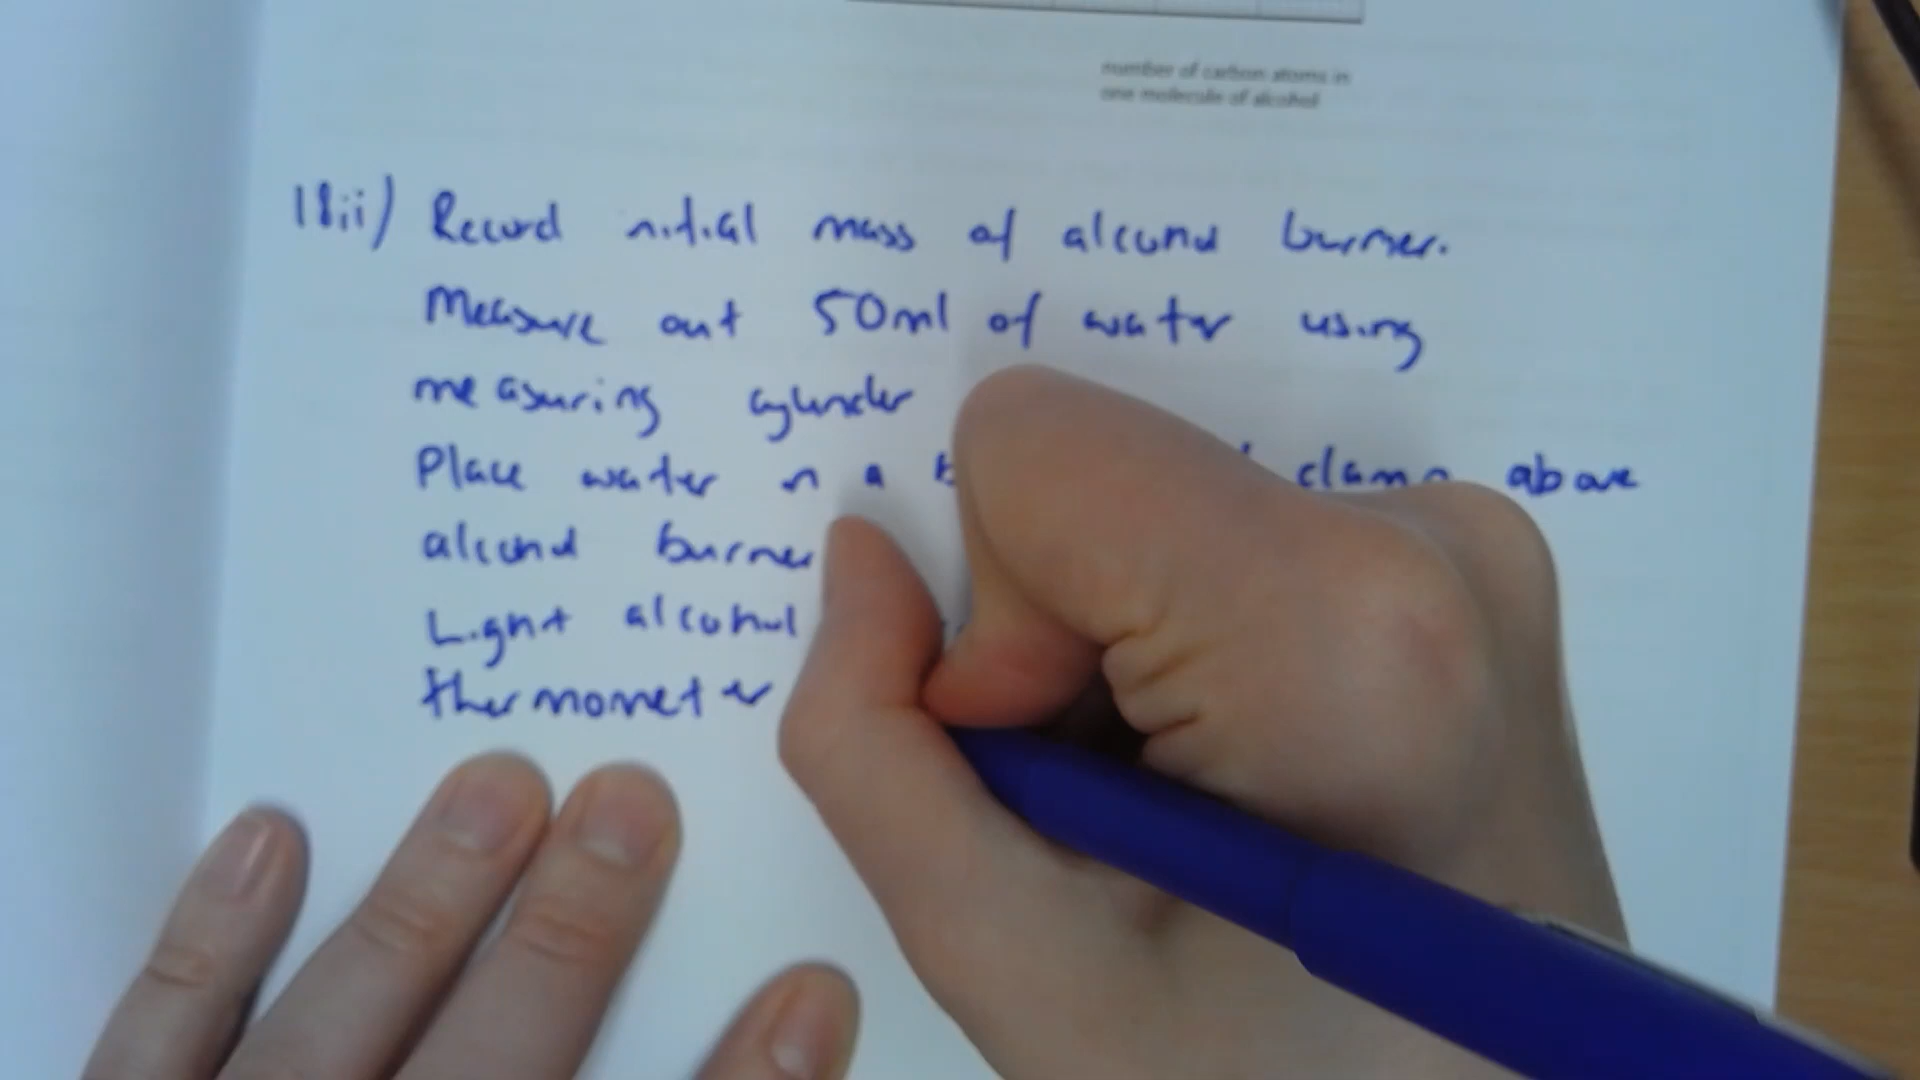 number of carbon atoms in
one molecule of alcohol
18ii) Record initial mass of alcohol burner.
Measure out 50ml of water using
measuring cylinder
Place water in a clamp above
alcohol burner
Light alcohol
thermometer